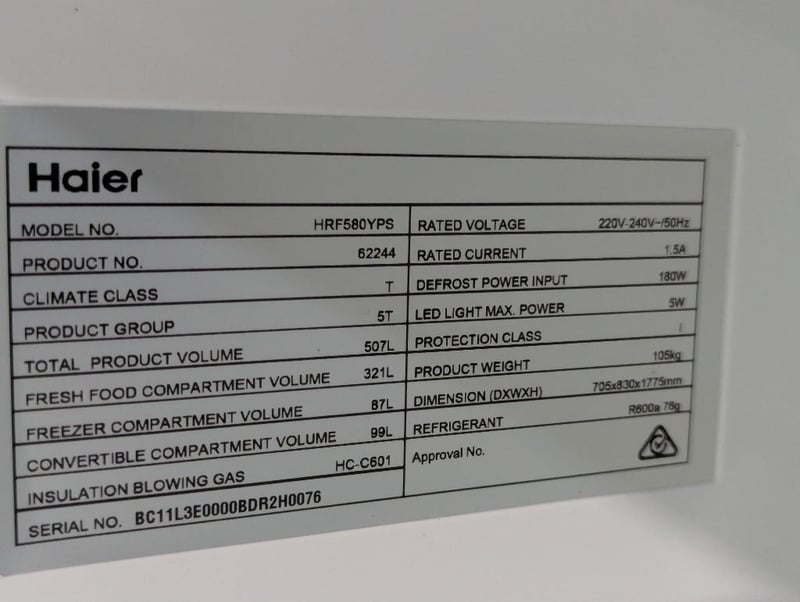 Haier
MODEL NO. HRF580YPS
PRODUCT NO. 62244
CLIMATE CLASS T
PRODUCT GROUP 5T
TOTAL PRODUCT VOLUME 507L
FRESH FOOD COMPARTMENT VOLUME 321L
FREEZER COMPARTMENT VOLUME 87L
CONVERTIBLE COMPARTMENT VOLUME 99L
INSULATION BLOWING GAS HC-C601
SERIAL NO. BC11L3E0000BDR2H0076
RATED VOLTAGE 220V-240V~/50Hz
RATED CURRENT 1.5A
DEFROST POWER INPUT 180W
LED LIGHT MAX. POWER 5W
PROTECTION CLASS I
PRODUCT WEIGHT 105kg
DIMENSION (DXWXH) 705x830x1775mm
REFRIGERANT R600a 76g
Approval No.